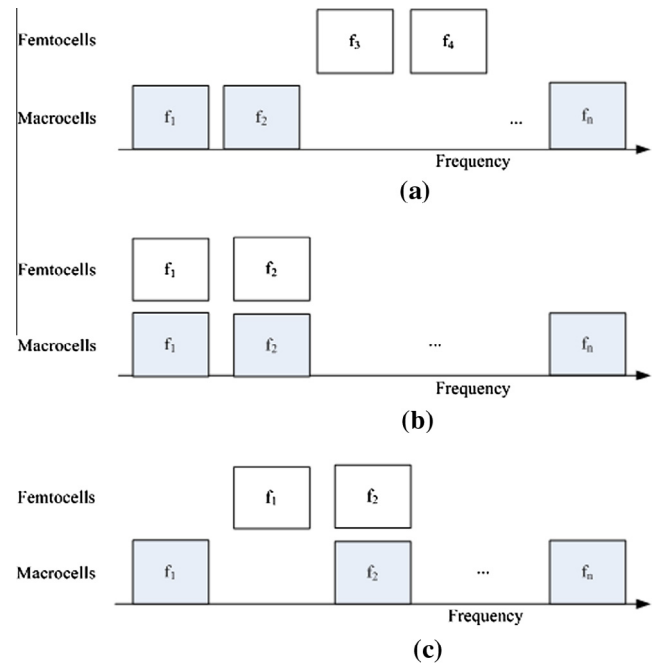 Femtocells f3 f4
Macrocells f1 f2 ... fn
Frequency
(a)
Femtocells f1 f2
Macrocells f1 f2 ... fn
Frequency
(b)
Femtocells f1 f2
Macrocells f1 f2 ... fn
Frequency
(c)